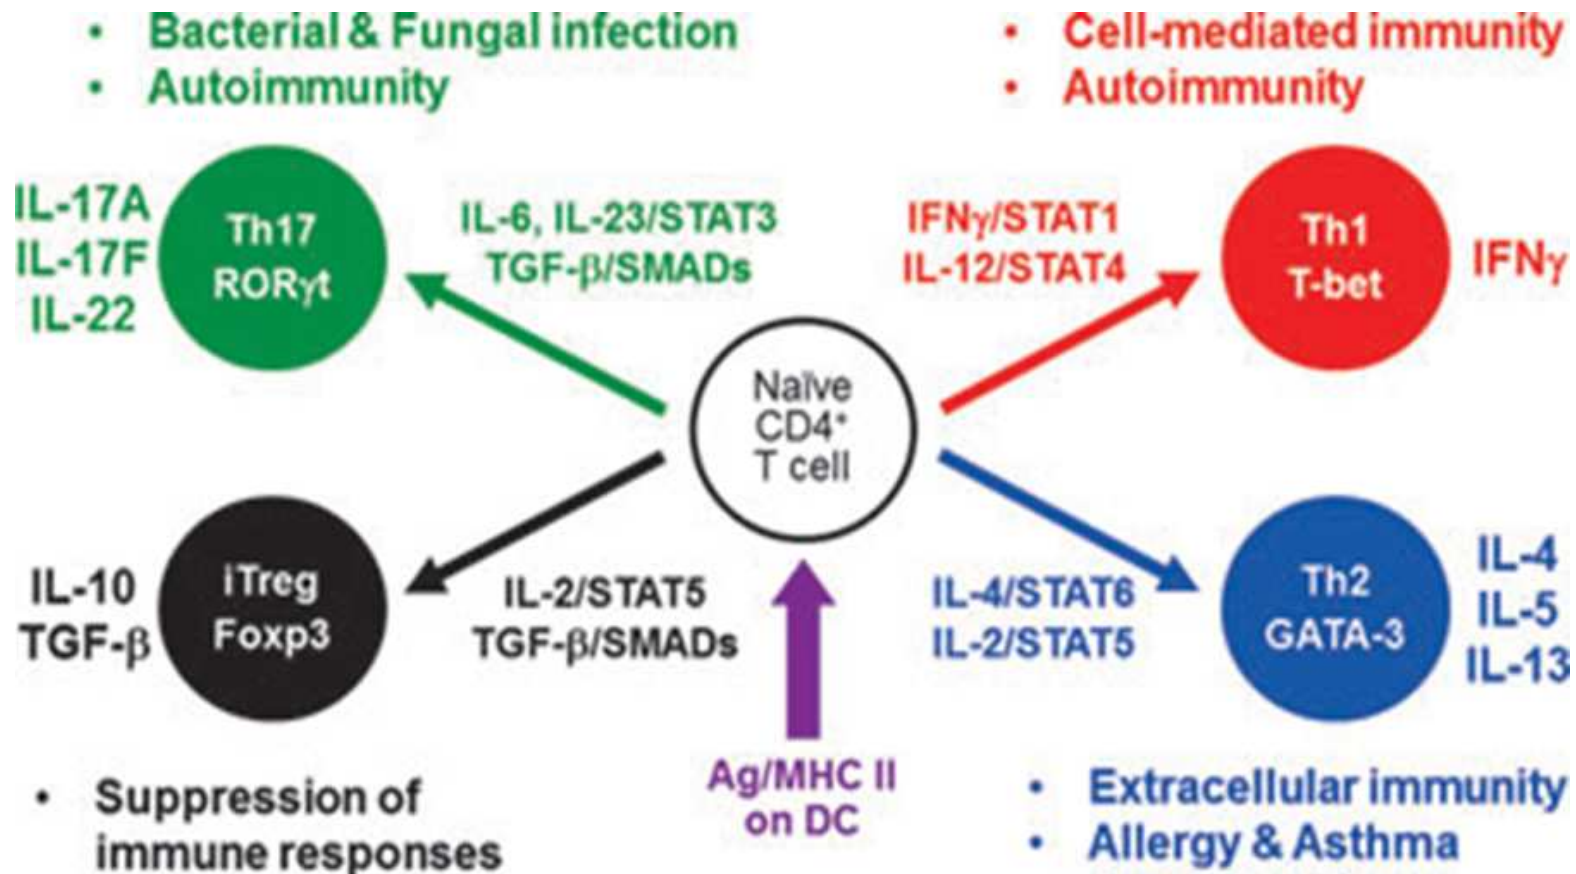 • Bacterial & Fungal infection
• Autoimmunity
• Cell-mediated immunity
• Autoimmunity
IL-17A
IL-17F
IL-22
Th17
RORγt
IL-6, IL-23/STAT3
TGF-β/SMADs
IFNγ/STAT1
IL-12/STAT4
Th1
T-bet
IFNγ
Naïve
CD4⁺
T cell
IL-10
TGF-β
iTreg
Foxp3
IL-2/STAT5
TGF-β/SMADs
IL-4/STAT6
IL-2/STAT5
Th2
GATA-3
IL-4
IL-5
IL-13
Ag/MHC II
on DC
• Suppression of
immune responses
• Extracellular immunity
• Allergy & Asthma